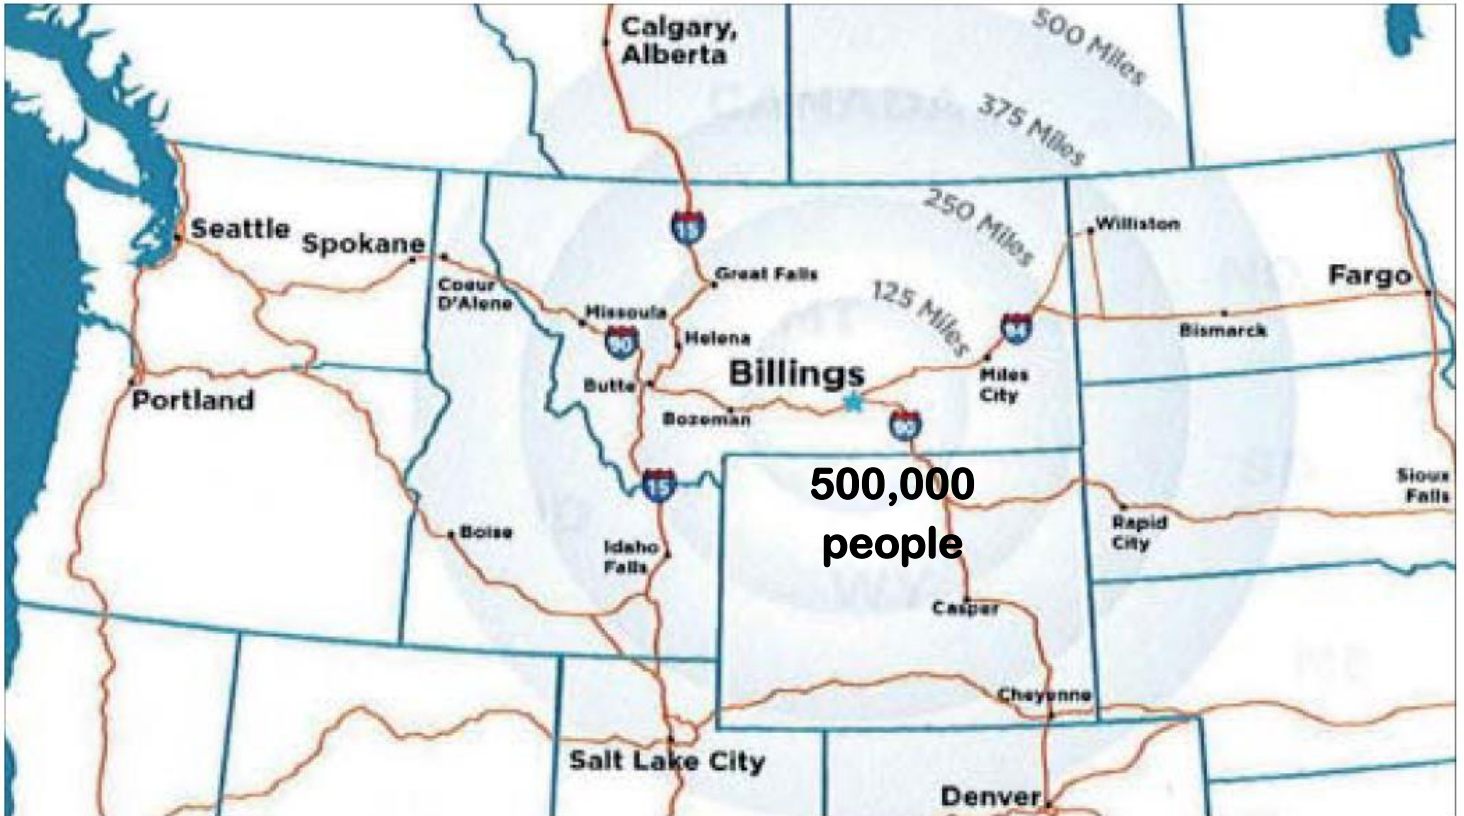 Calgary,
Alberta
500 Miles
375 Miles
250 Miles
125 Miles
15
Seattle
Spokane
Coeur
D'Alene
Great Falls
Missoula
90
Helena
Butte
Billings
Bozeman
94
Miles
City
90
Williston
Fargo
Bismarck
Portland
15
500,000
people
Sioux
Falls
Rapid
City
Boise
Idaho
Falls
Casper
Cheyenne
Salt Lake City
Denver